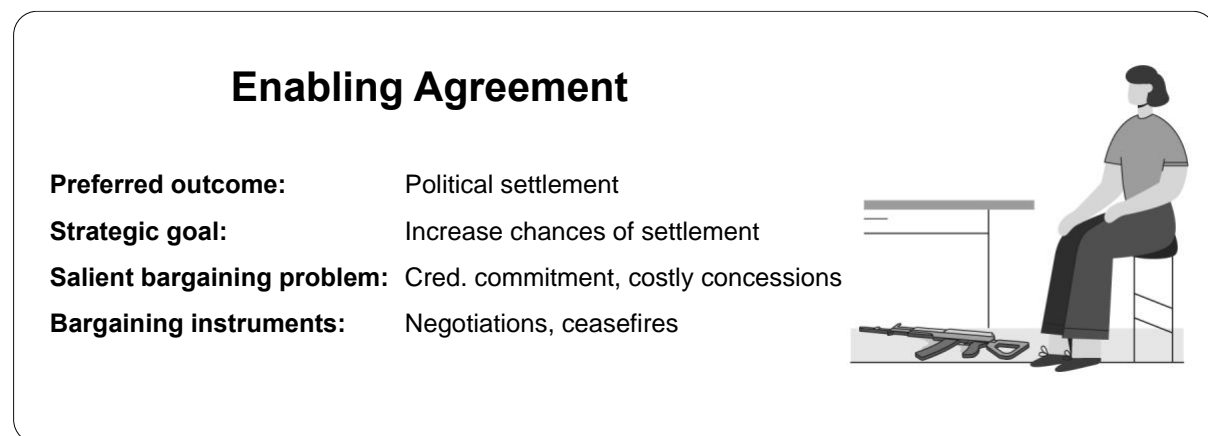 Enabling Agreement
Preferred outcome: Political settlement
Strategic goal: Increase chances of settlement
Salient bargaining problem: Cred. commitment, costly concessions
Bargaining instruments: Negotiations, ceasefires